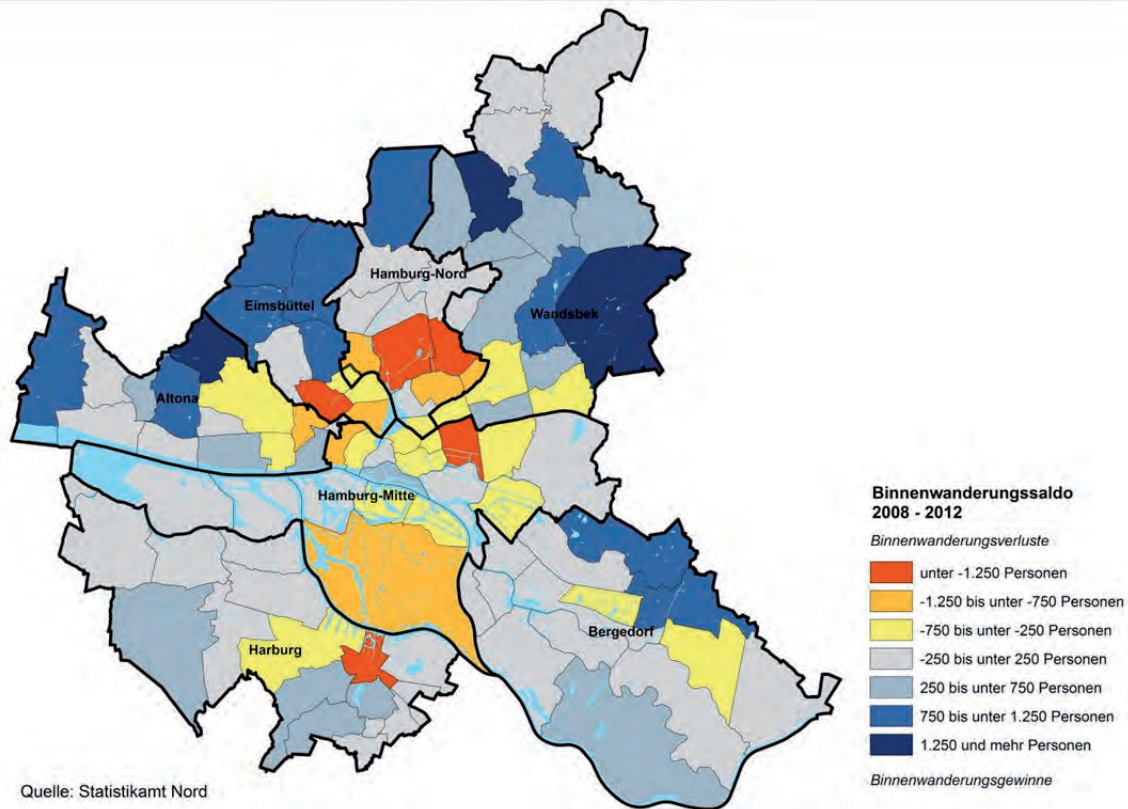 Hamburg-Nord
Eimsbüttel
Wandsbek
Altona
Hamburg-Mitte
Bergedorf
Harburg
Binnenwanderungssaldo
2008 - 2012
Binnenwanderungsverluste
unter -1.250 Personen
-1.250 bis unter -750 Personen
-750 bis unter -250 Personen
-250 bis unter 250 Personen
250 bis unter 750 Personen
750 bis unter 1.250 Personen
1.250 und mehr Personen
Binnenwanderungsgewinne
Quelle: Statistikamt Nord